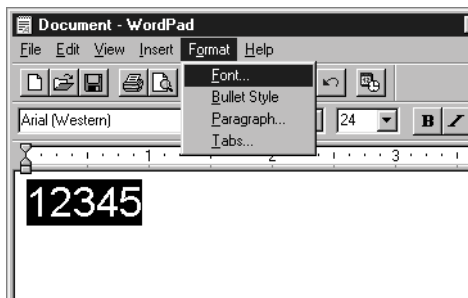 Document - WordPad
File Edit View Insert Format Help
Font...
Bullet Style
Paragraph...
Tabs...
Arial (Western) 24 B I
1 2 3
12345